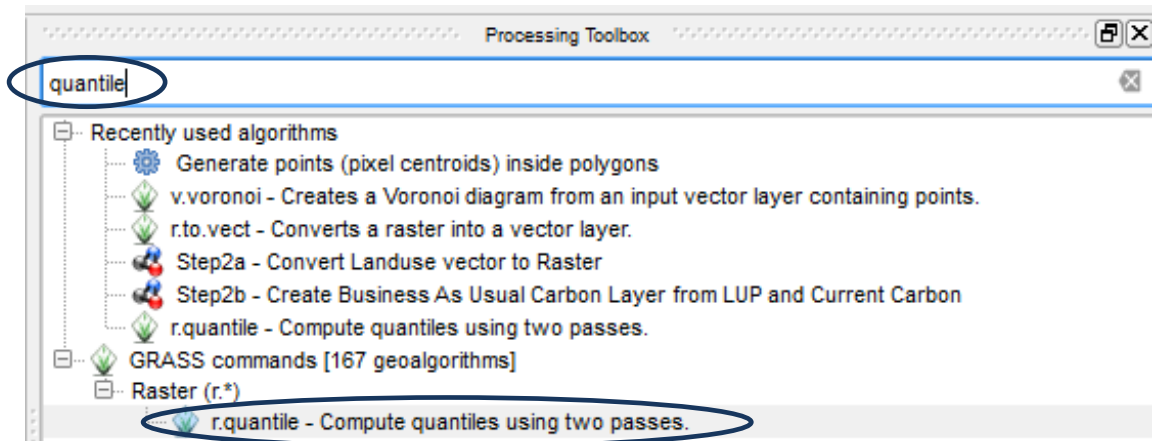 Processing Toolbox
quantile
Recently used algorithms
Generate points (pixel centroids) inside polygons
v.voronoi - Creates a Voronoi diagram from an input vector layer containing points.
r.to.vect - Converts a raster into a vector layer.
Step2a - Convert Landuse vector to Raster
Step2b - Create Business As Usual Carbon Layer from LUP and Current Carbon
r.quantile - Compute quantiles using two passes.
GRASS commands [167 geoalgorithms]
Raster (r.*)
r.quantile - Compute quantiles using two passes.